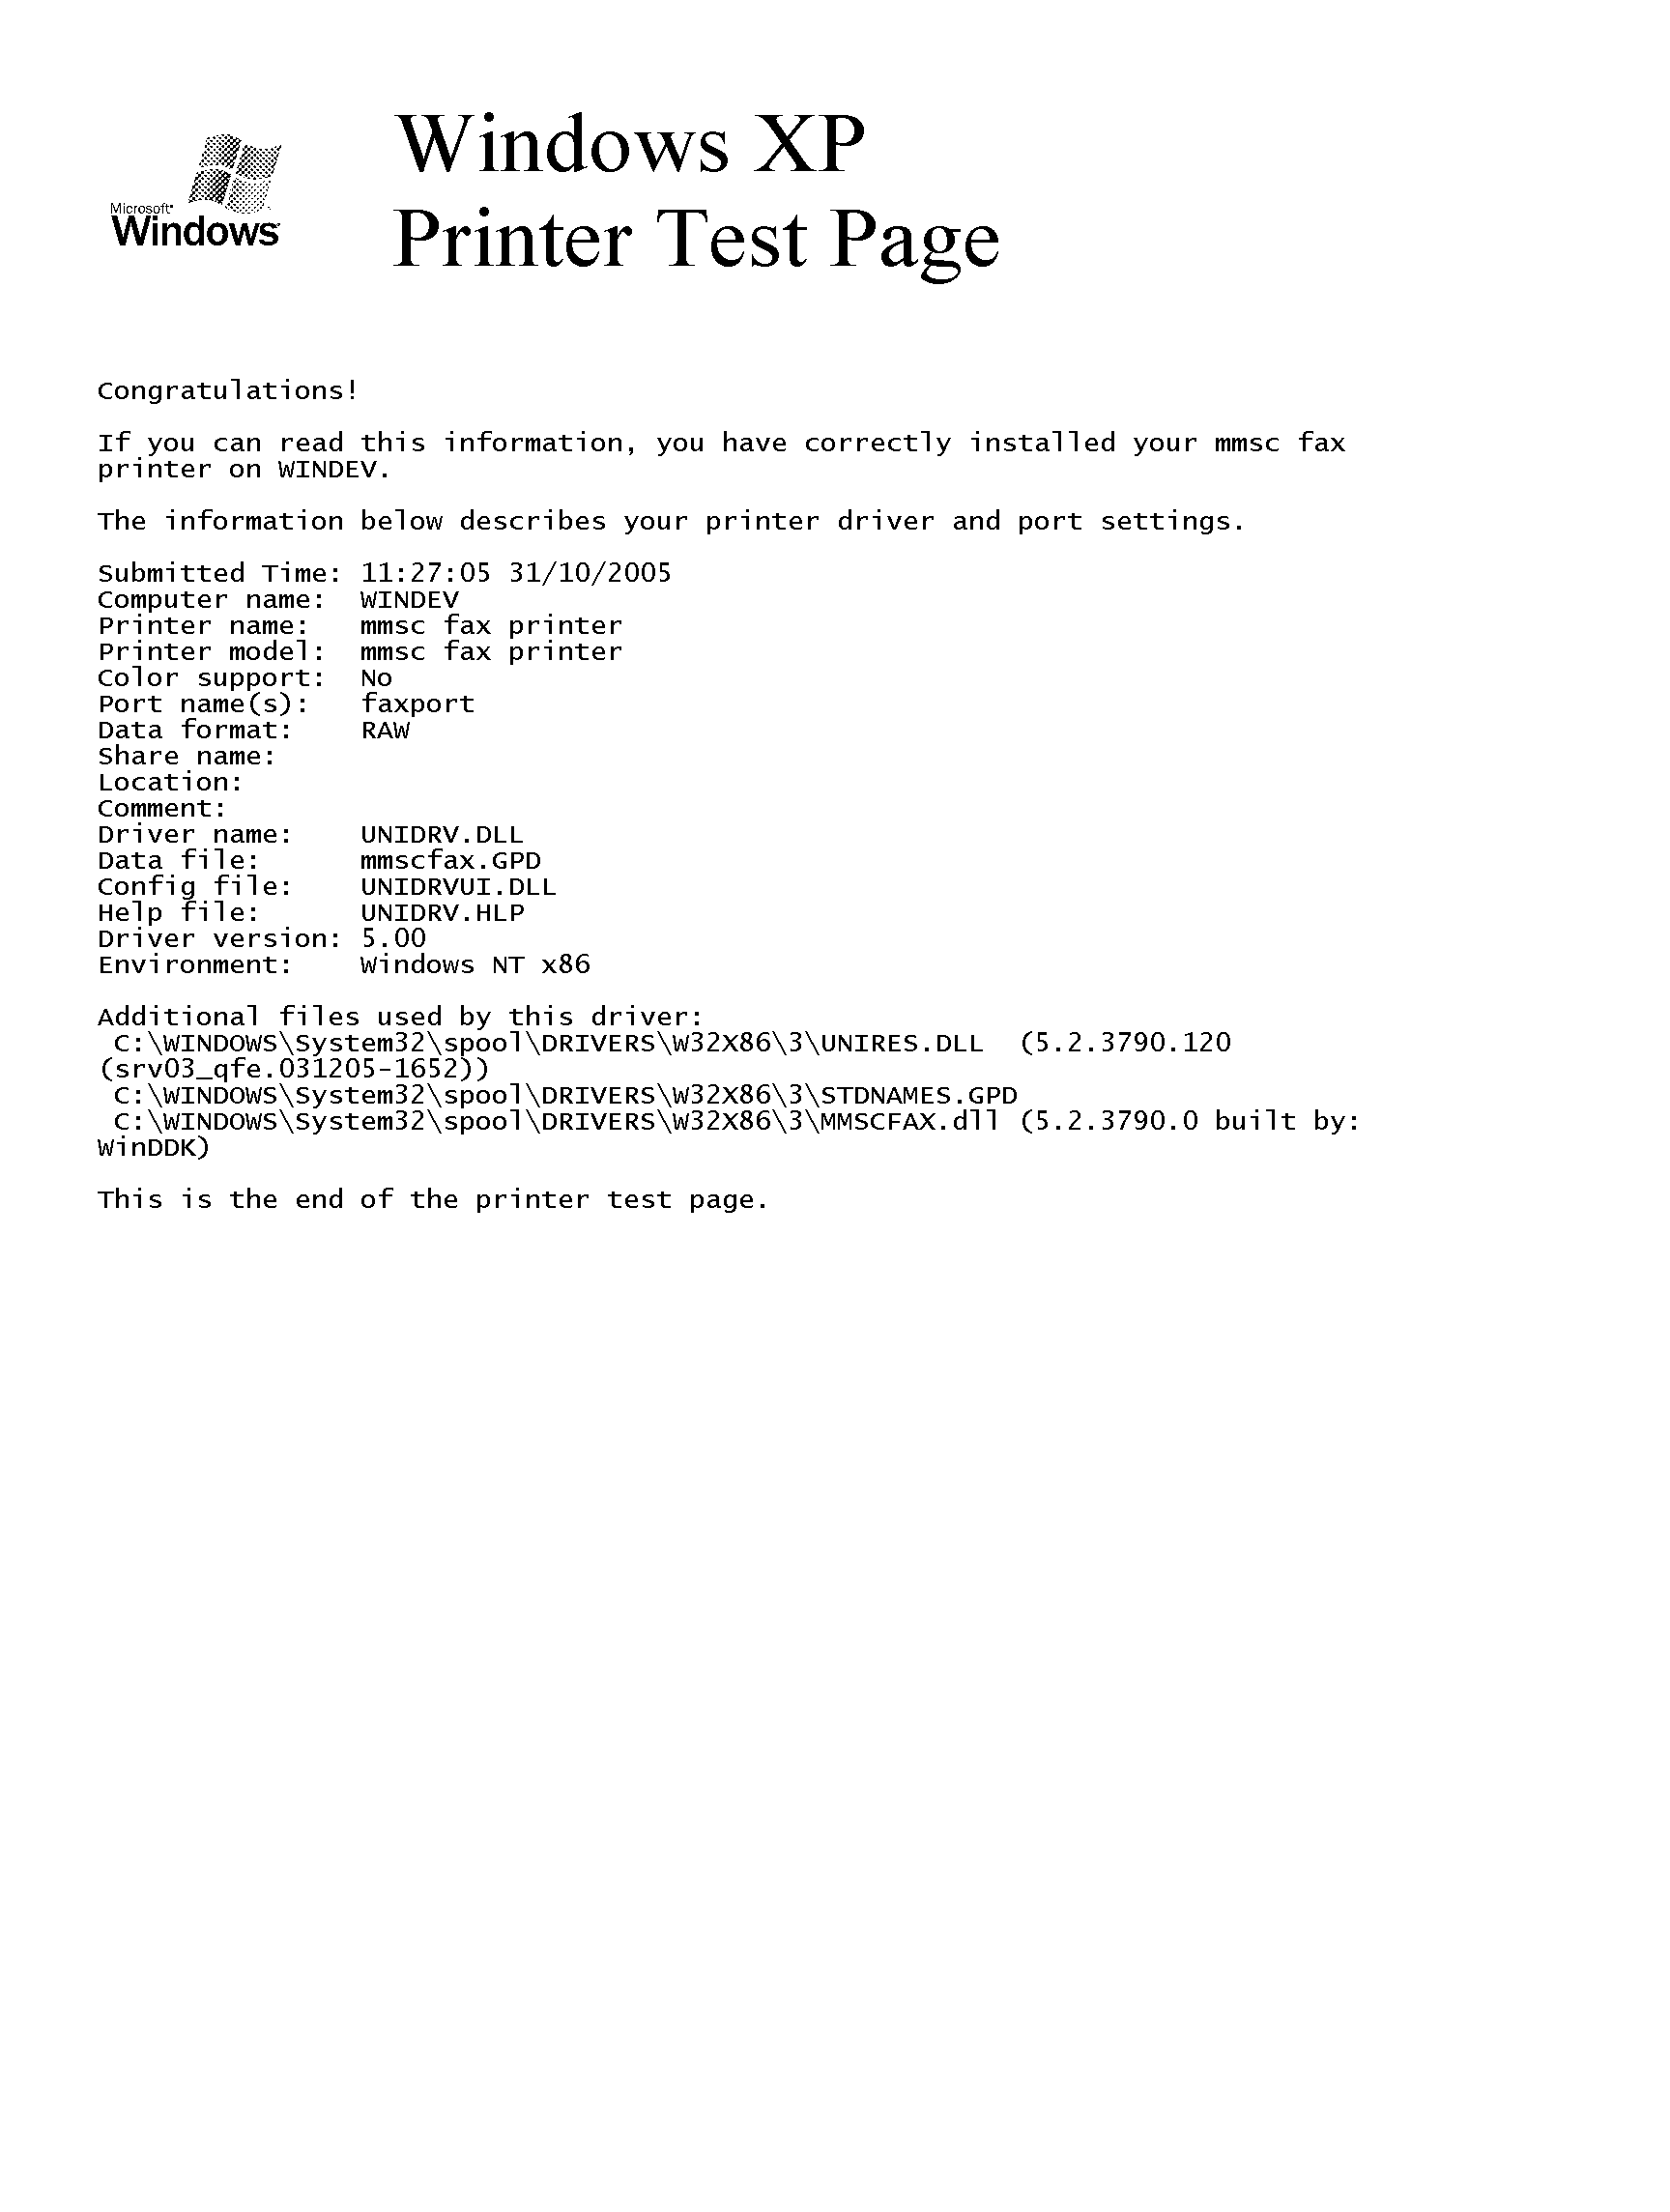 Microsoft
Windows
Windows XP
Printer Test Page
Congratulations!
If you can read this information, you have correctly installed your mmsc fax
printer on WINDEV.
The information below describes your printer driver and port settings.
Submitted Time: 11:27:05 31/10/2005
Computer name:  WINDEV
Printer name:   mmsc fax printer
Printer model:  mmsc fax printer
Color support:  No
Port name(s):   faxport
Data format:    RAW
Share name:
Location:
Comment:
Driver name:    UNIDRV.DLL
Data file:      mmscfax.GPD
Config file:    UNIDRVUI.DLL
Help file:      UNIDRV.HLP
Driver version: 5.00
Environment:    Windows NT x86
Additional files used by this driver:
 C:\WINDOWS\System32\spool\DRIVERS\W32X86\3\UNIRES.DLL  (5.2.3790.120
(srv03_qfe.031205-1652))
 C:\WINDOWS\System32\spool\DRIVERS\W32X86\3\STDNAMES.GPD
 C:\WINDOWS\System32\spool\DRIVERS\W32X86\3\MMSCFAX.dll (5.2.3790.0 built by:
WinDDK)
This is the end of the printer test page.